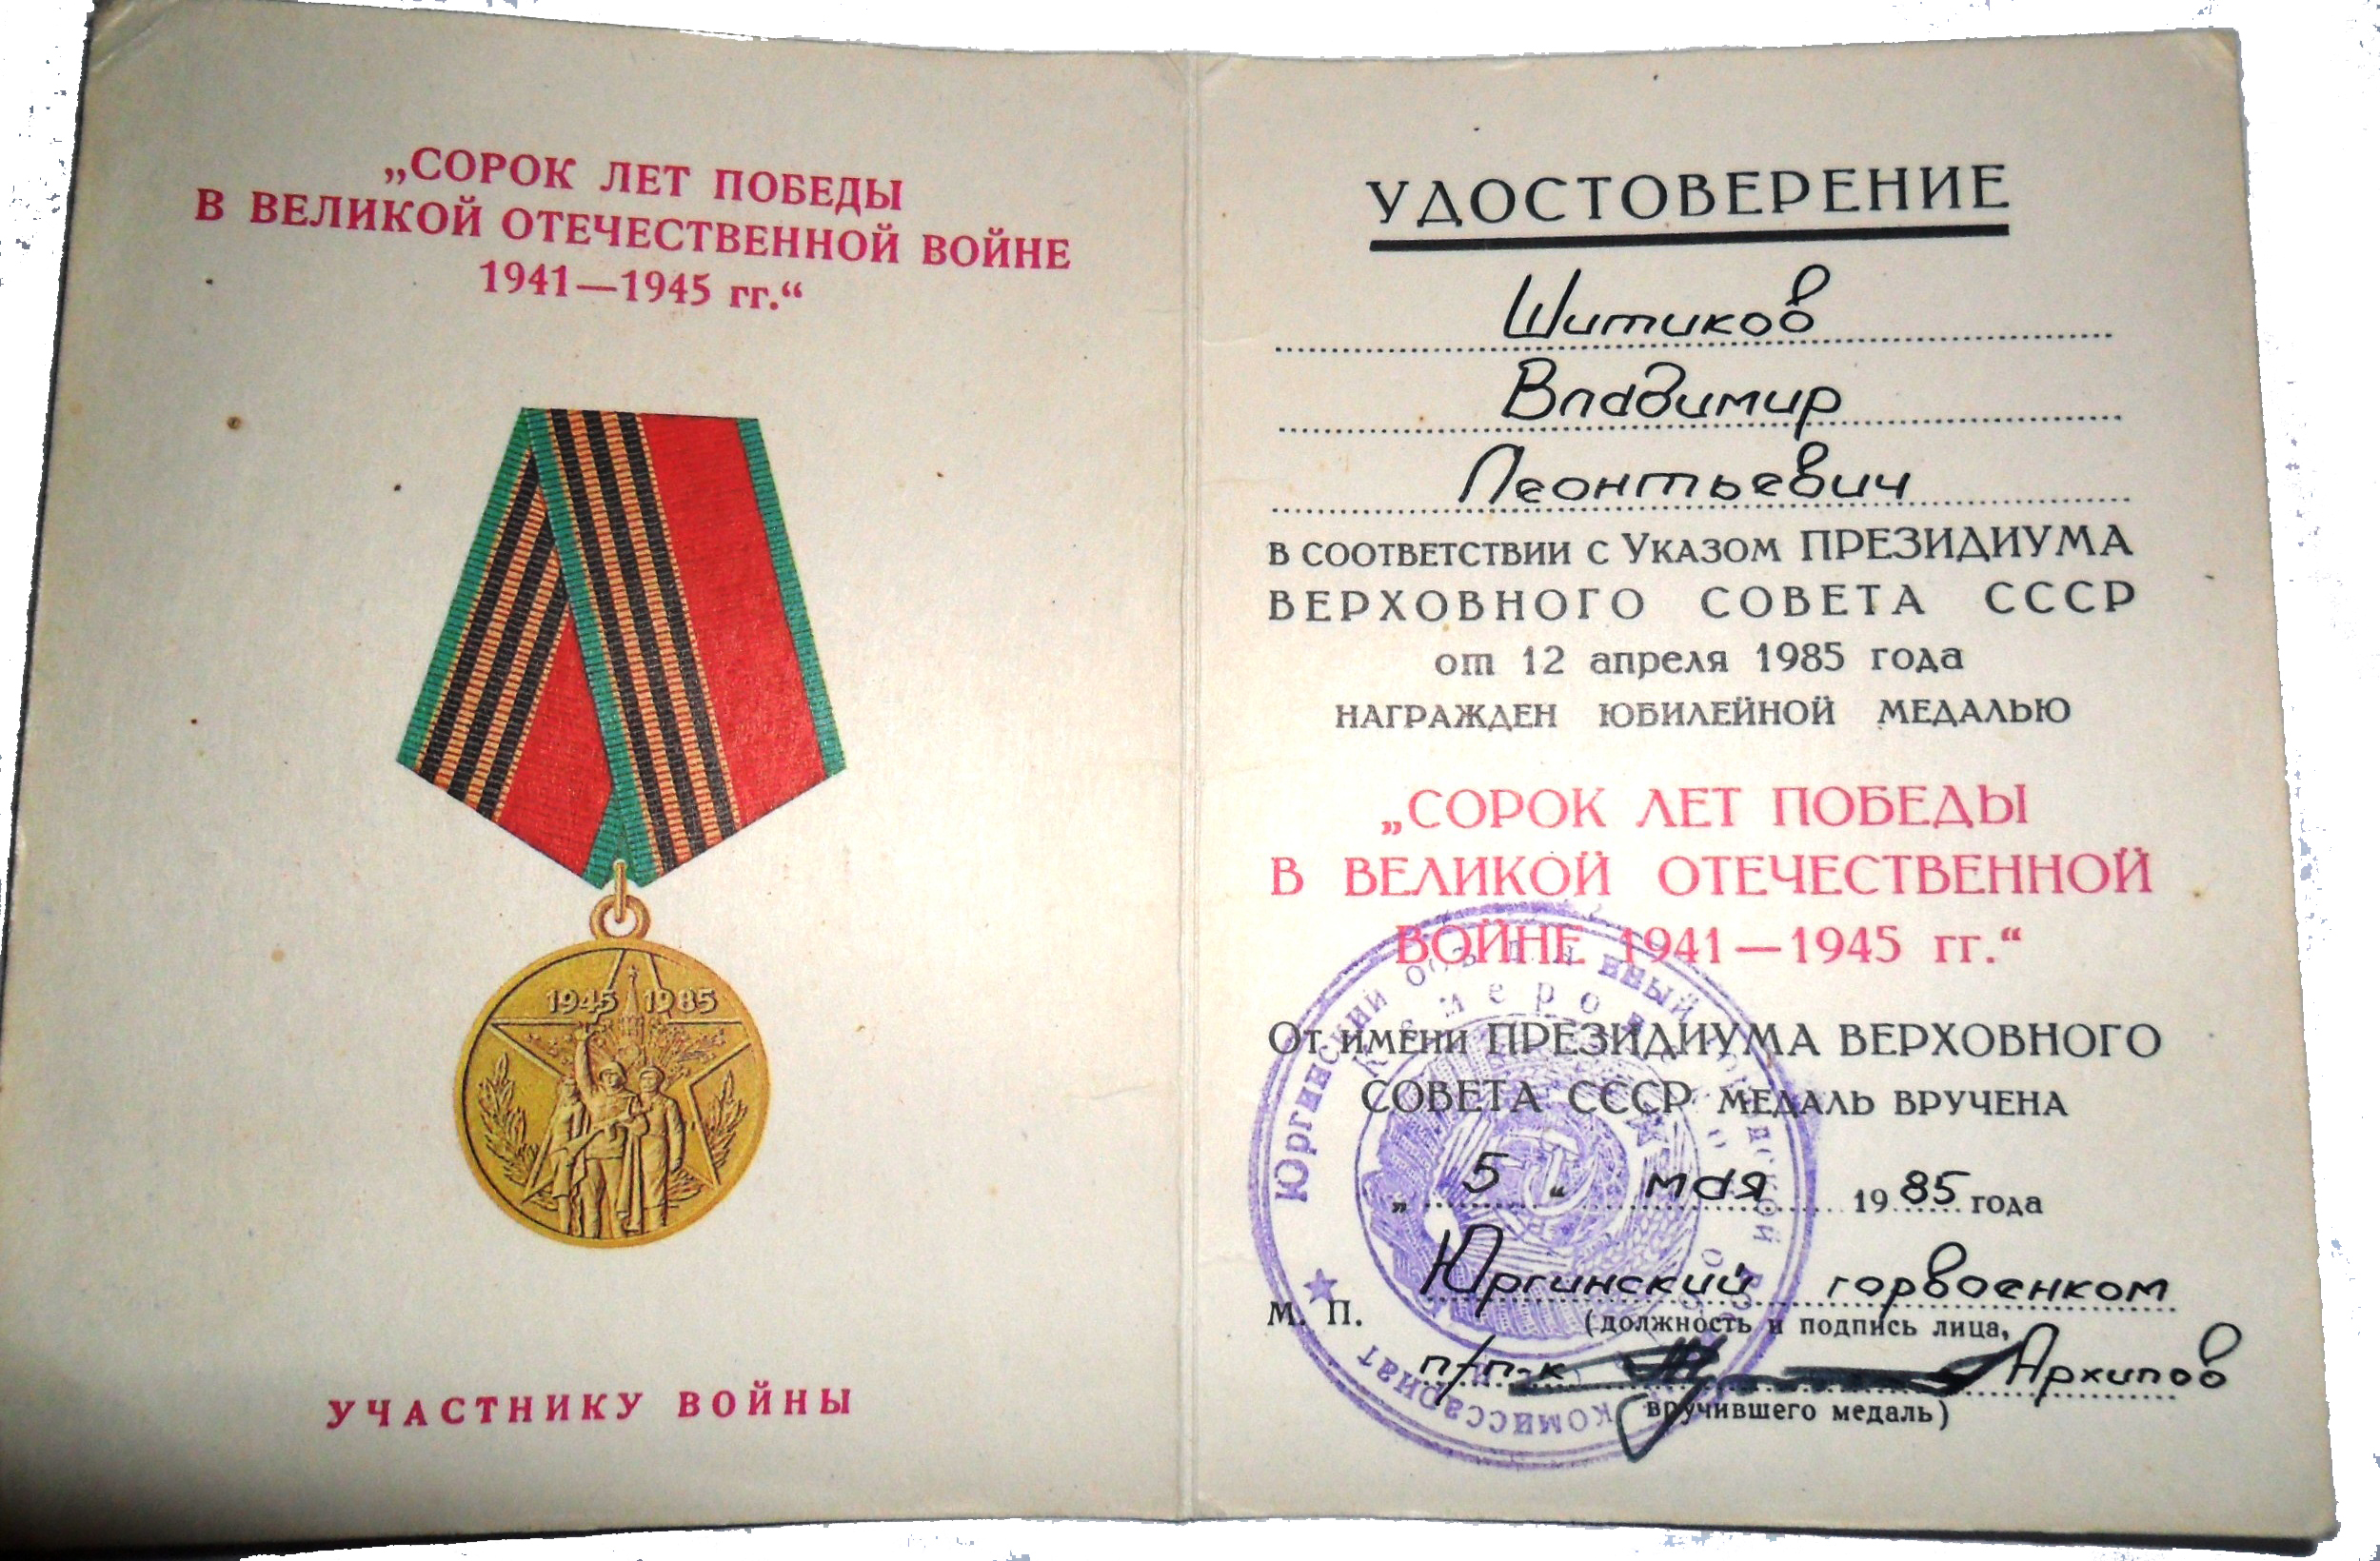 „СОРОК ЛЕТ ПОБЕДЫ
В ВЕЛИКОЙ ОТЕЧЕСТВЕННОЙ ВОЙНЕ
1941—1945 гг.“
1945 1985
УЧАСТНИКУ ВОЙНЫ
УДОСТОВЕРЕНИЕ
Шитиков
Владимир
Леонтьевич
В СООТВЕТСТВИИ С УКАЗОМ ПРЕЗИДИУМА
ВЕРХОВНОГО СОВЕТА СССР
от 12 апреля 1985 года
НАГРАЖДЕН ЮБИЛЕЙНОЙ МЕДАЛЬЮ
„СОРОК ЛЕТ ПОБЕДЫ
В ВЕЛИКОЙ ОТЕЧЕСТВЕННОЙ
ВОЙНЕ 1941—1945 гг.“
От имени ПРЕЗИДИУМА ВЕРХОВНОГО
СОВЕТА СССР МЕДАЛЬ ВРУЧЕНА
„ 5 “ мая 1985 года
Юргинский горвоенком
М. П.
(должность и подпись лица,
п/п-к Архипов
вручившего медаль)
Юргинский
комиссариат